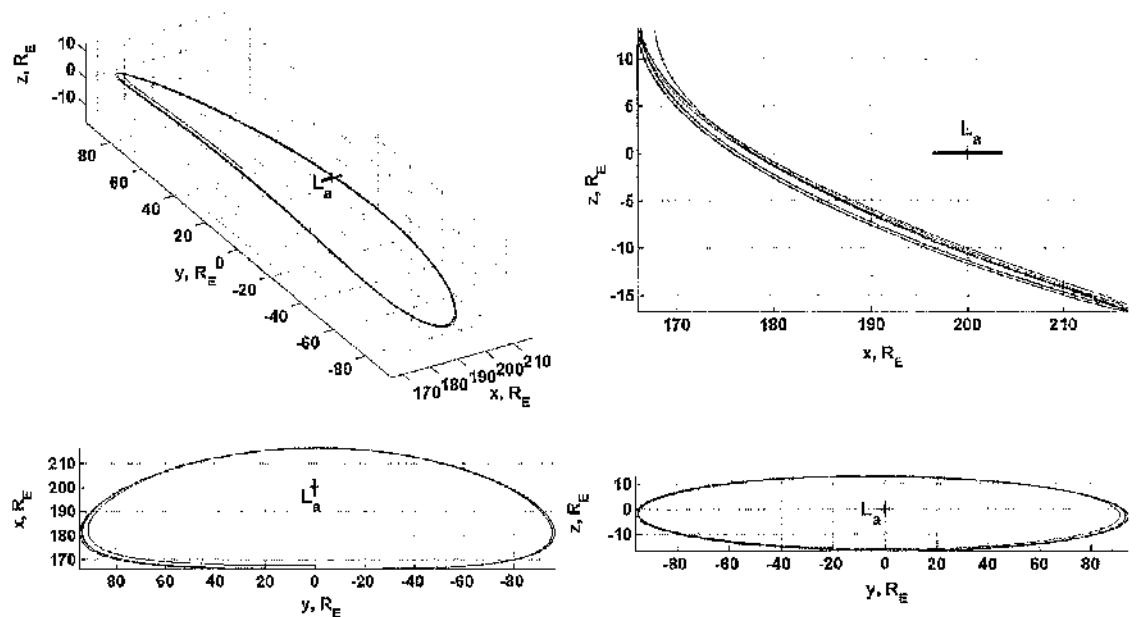 z, R_E
10
0
-10
80
60
40
20
0
-20
-40
-60
-80
y, R_E
L_a
170 180 190 200 210
x, R_E
z, R_E
10
5
0
-5
-10
-15
L_a
170 180 190 200 210
x, R_E
x, R_E
210
200
190
180
170
L_a
80 60 40 20 0 -20 -40 -60 -80
y, R_E
z, R_E
10
0
-10
L_a
-80 -60 -40 -20 0 20 40 60 80
y, R_E